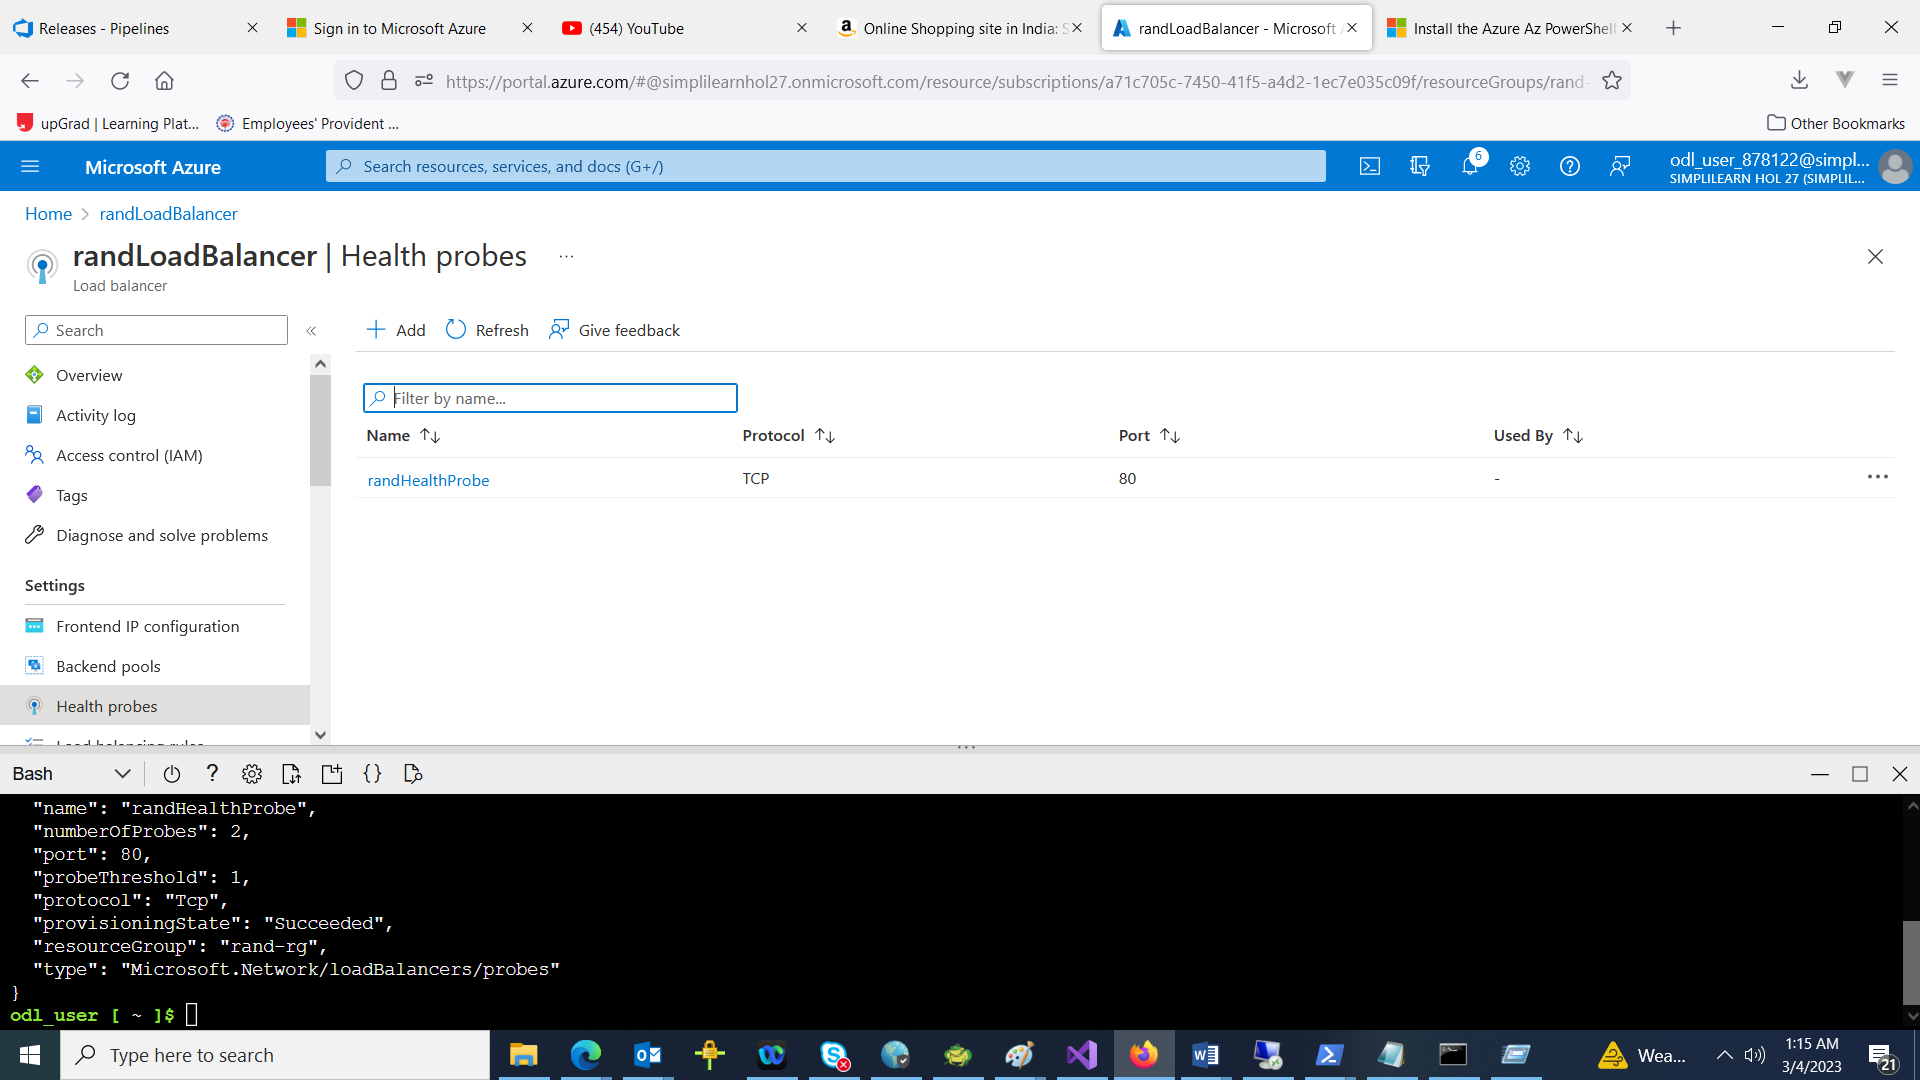 Releases - Pipelines
Sign in to Microsoft Azure
(454) YouTube
Online Shopping site in India: S
randLoadBalancer - Microsoft A
Install the Azure Az PowerShell
https://portal.azure.com/#@simplilearnhol27.onmicrosoft.com/resource/subscriptions/a71c705c-7450-41f5-a4d2-1ec7e035c09f/resourceGroups/rand-
upGrad | Learning Plat...
Employees' Provident ...
Other Bookmarks
Microsoft Azure
Search resources, services, and docs (G+/)
6
odl_user_878122@simpl...
SIMPLILEARN HOL 27 (SIMPLIL...
Home
randLoadBalancer
randLoadBalancer | Health probes
...
Load balancer
Search
Add
Refresh
Give feedback
Overview
Activity log
Access control (IAM)
Tags
Diagnose and solve problems
Settings
Frontend IP configuration
Backend pools
Health probes
Load balancing rules
Filter by name...
Name
Protocol
Port
Used By
randHealthProbe
TCP
80
-
Bash
"name": "randHealthProbe",
"numberOfProbes": 2,
"port": 80,
"probeThreshold": 1,
"protocol": "Tcp",
"provisioningState": "Succeeded",
"resourceGroup": "rand-rg",
"type": "Microsoft.Network/loadBalancers/probes"
}
odl_user [ ~ ]$
Type here to search
Wea...
1:15 AM
3/4/2023
21